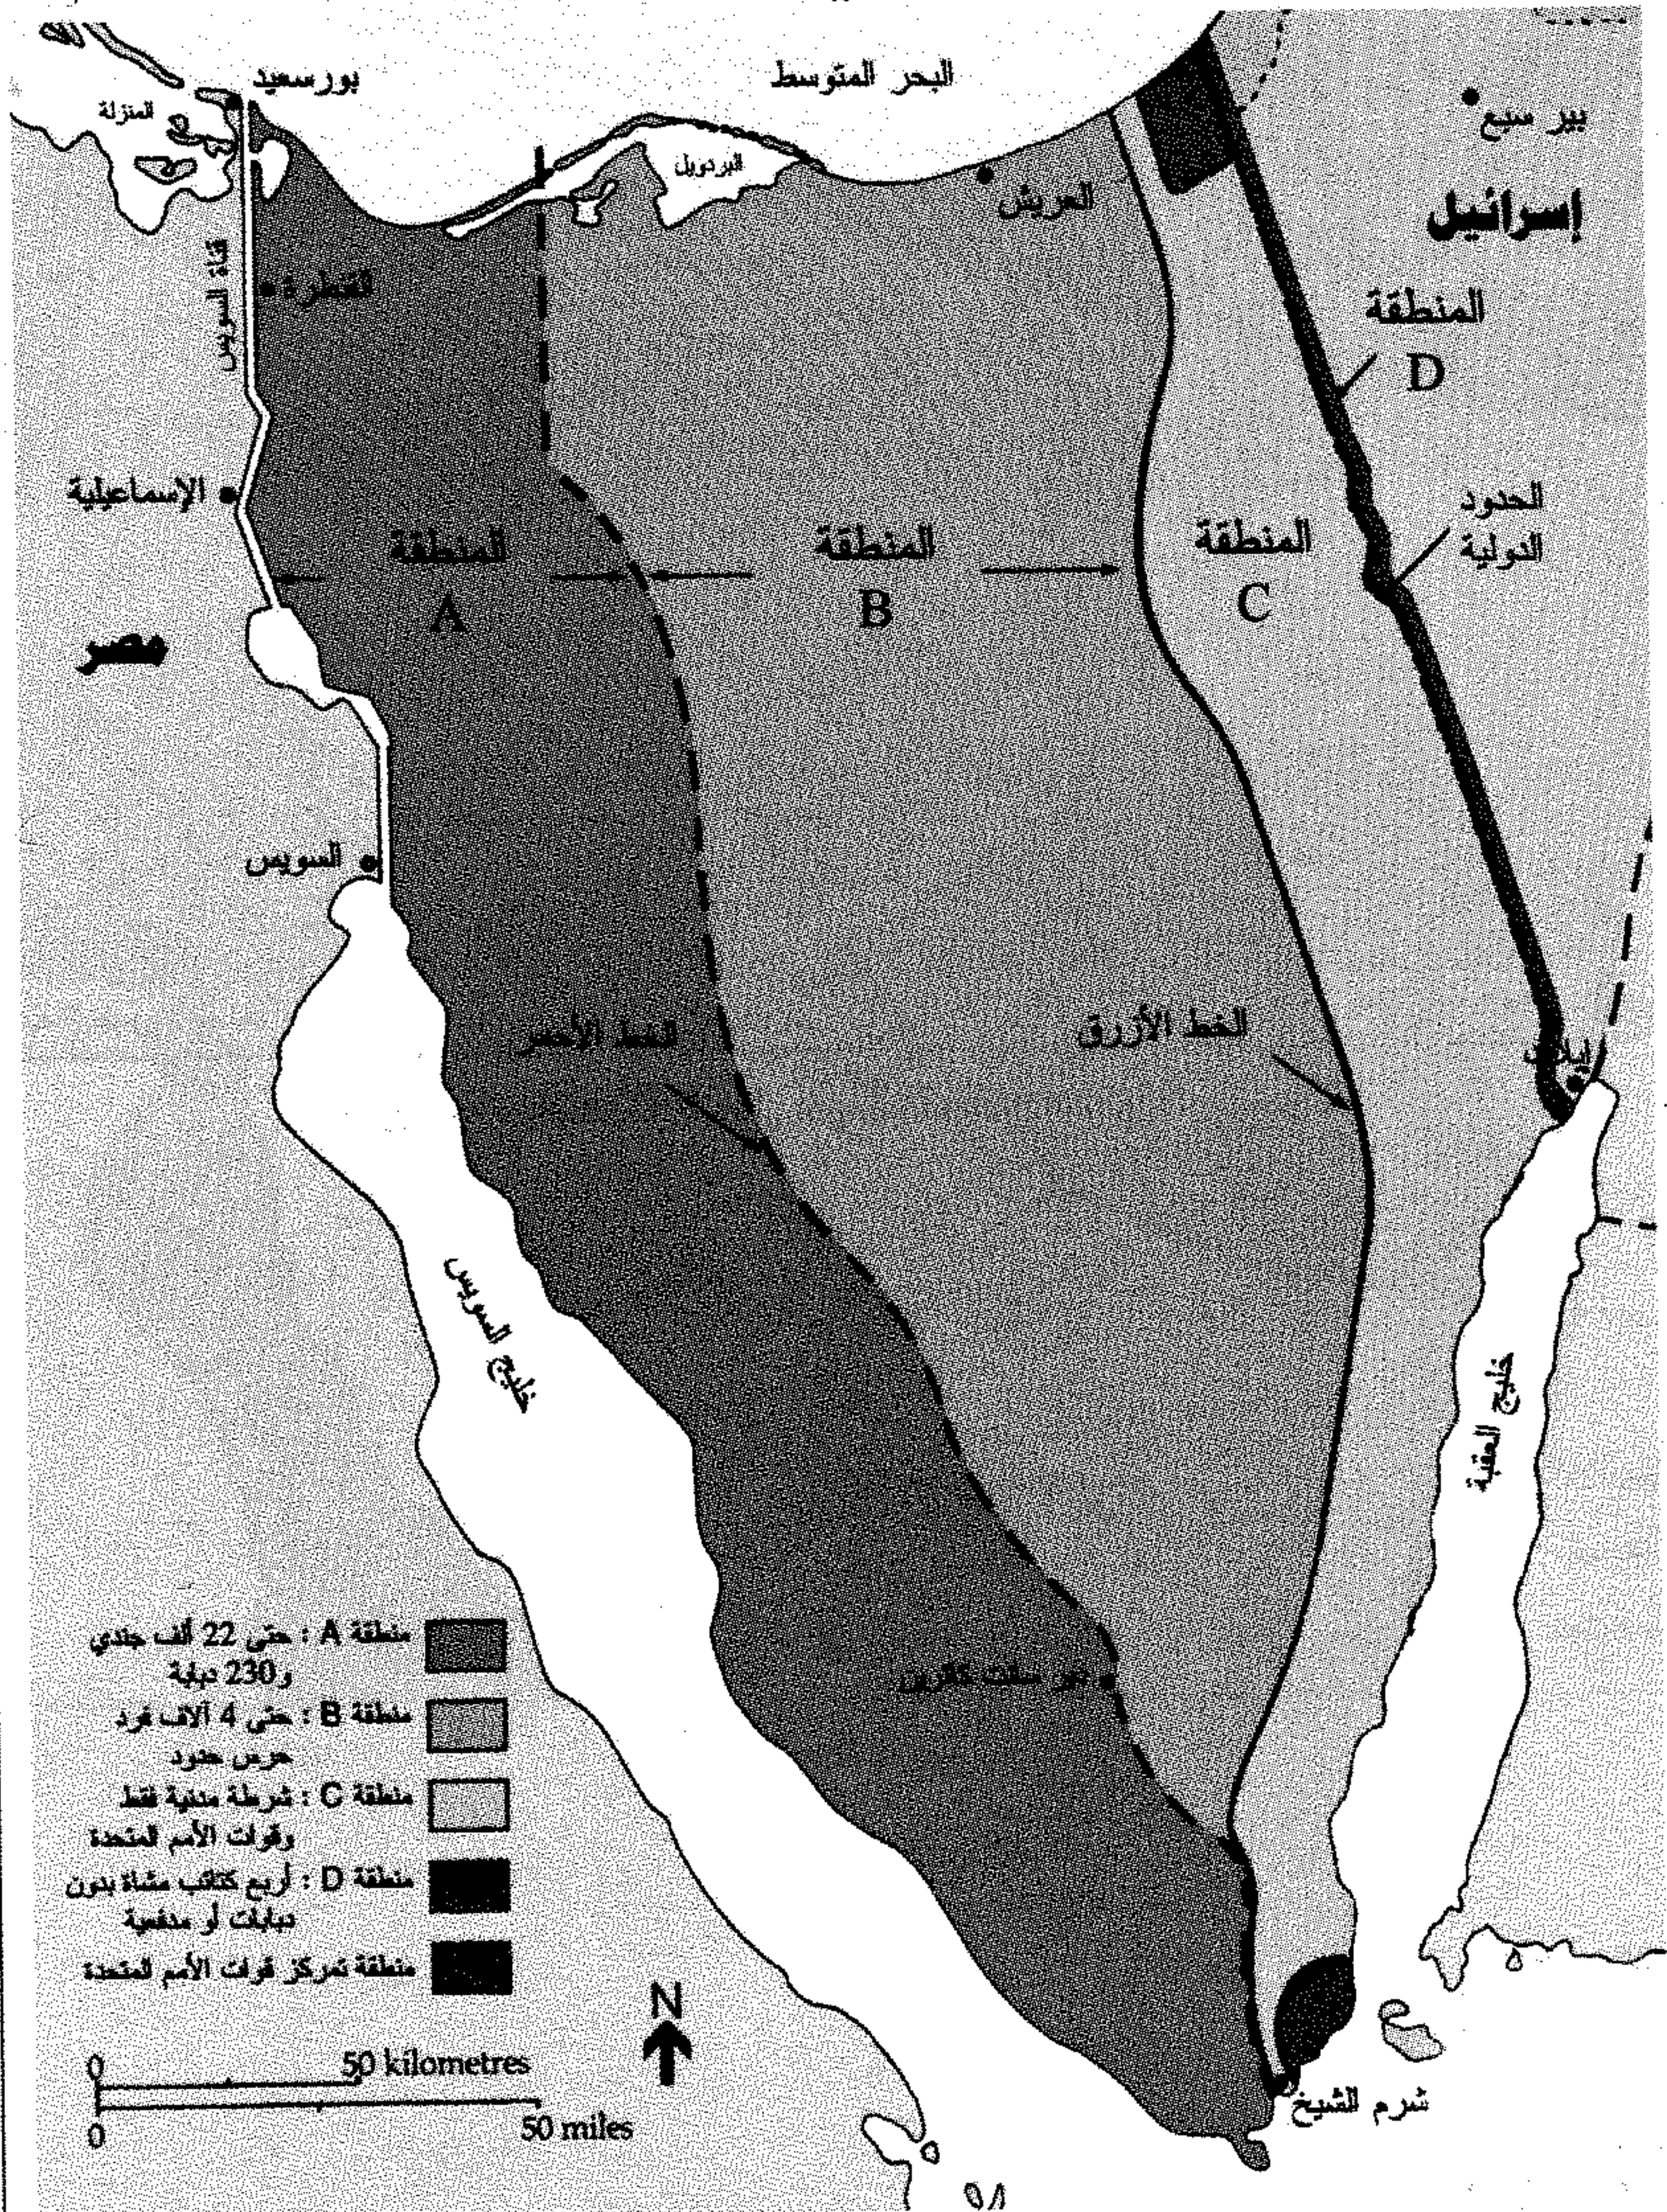 البحر المتوسط
بورسعيد
المنزلة
البردويل
العريش
بير سبع
إسرائيل
قناة السويس
القنطرة
المنطقة
D
الإسماعيلية
الحدود
الدولية
المنطقة
A
المنطقة
B
المنطقة
C
مصر
السويس
الخط الأحمر
الخط الأزرق
إيلات
خليج السويس
خليج العقبة
دير سانت كاترين
شرم الشيخ
منطقة A : حتى 22 ألف جندي
و230 دبابة
منطقة B : حتى 4 آلاف فرد
حرس حدود
منطقة C : شرطة مدنية فقط
وقوات الأمم المتحدة
منطقة D : أربع كتائب مشاة بدون
دبابات أو مدفعية
منطقة تمركز قوات الأمم المتحدة
N
0 50 kilometres
0 50 miles